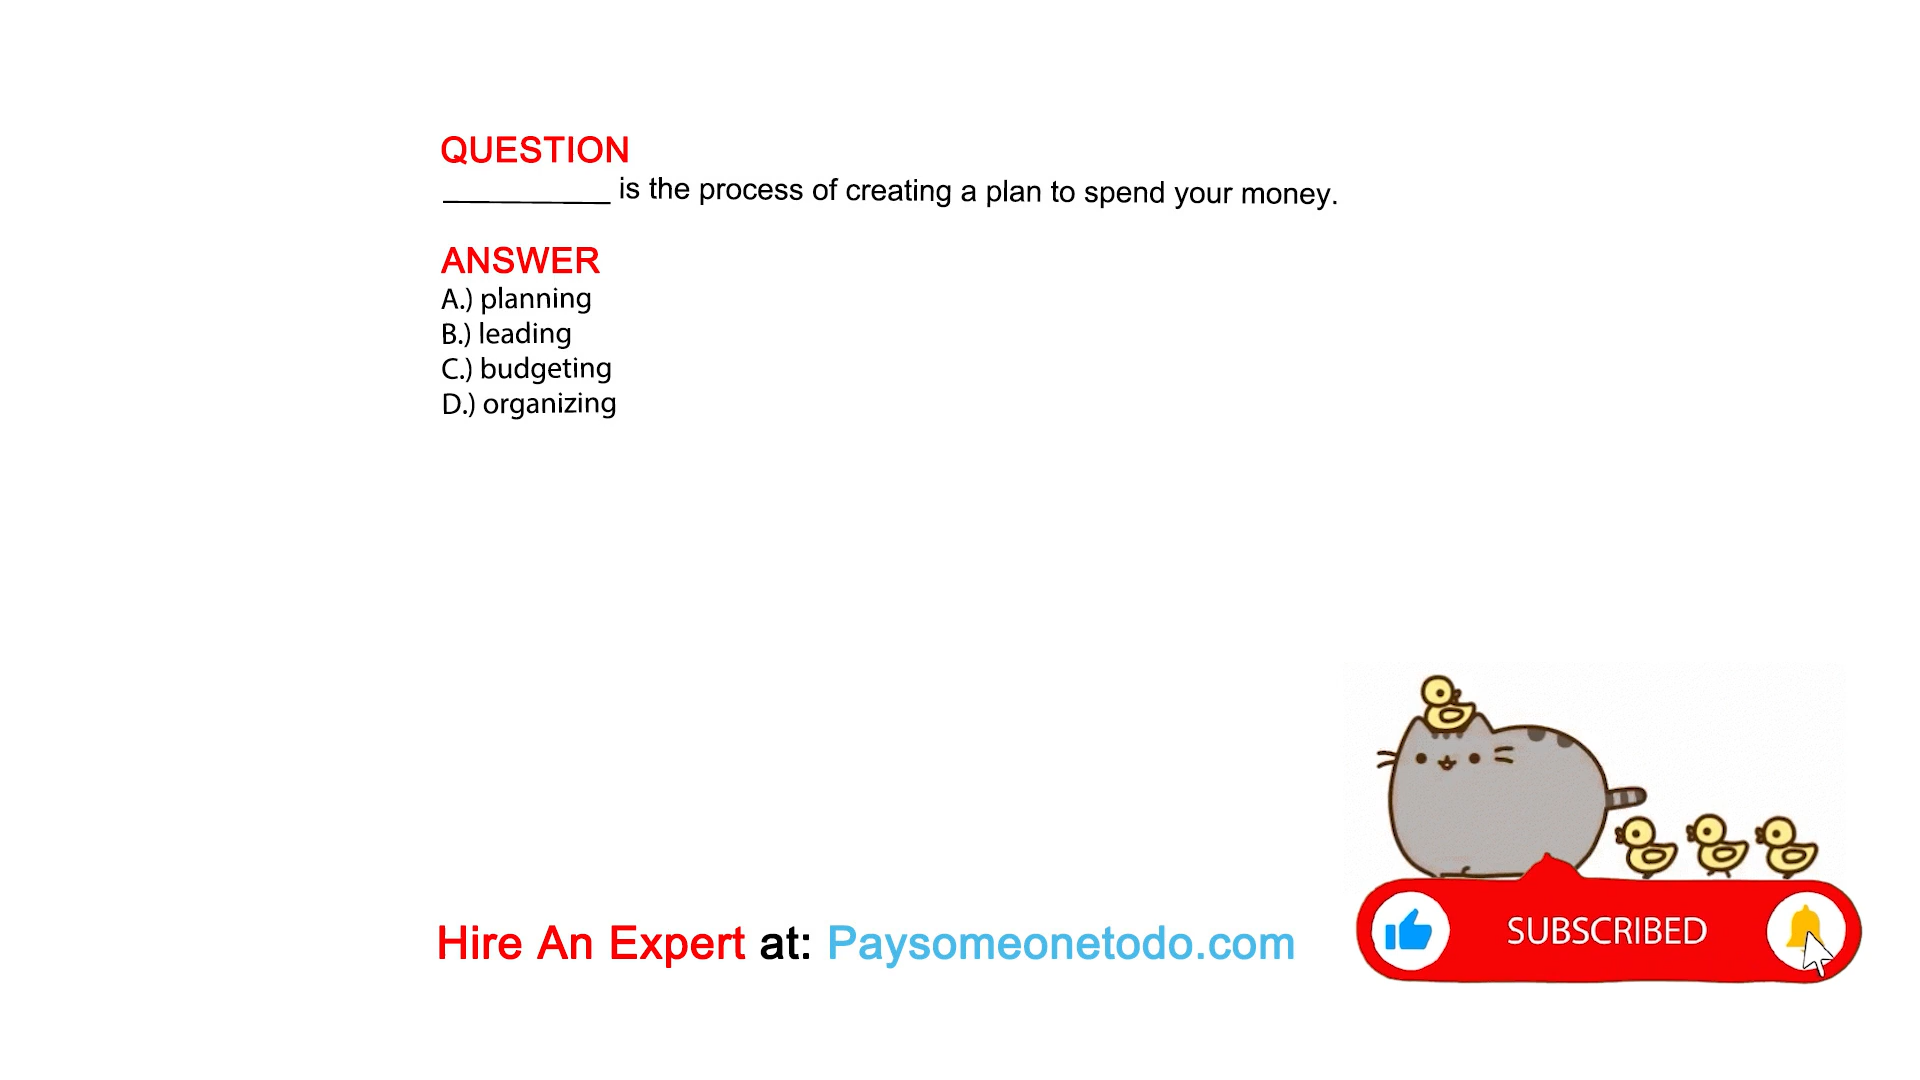 QUESTION
__________ is the process of creating a plan to spend your money.
ANSWER
A.) planning
B.) leading
C.) budgeting
D.) organizing
Hire An Expert at: Paysomeonetodo.com
SUBSCRIBED